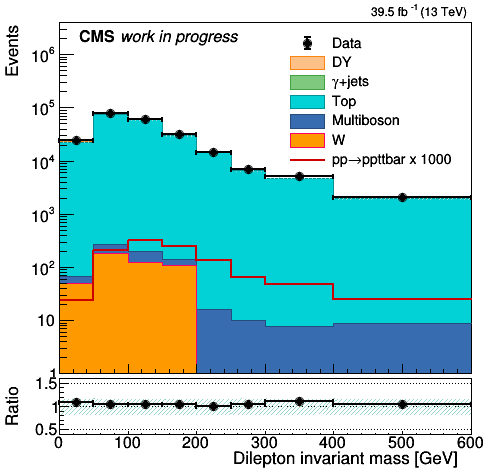 39.5 fb⁻¹ (13 TeV)
CMS work in progress
Events
Data
DY
γ+jets
Top
Multiboson
W
pp→ppttbar x 1000
10⁶
10⁵
10⁴
10³
10²
10
1
Ratio
1.5
1
0.5
0 100 200 300 400 500 600
Dilepton invariant mass [GeV]